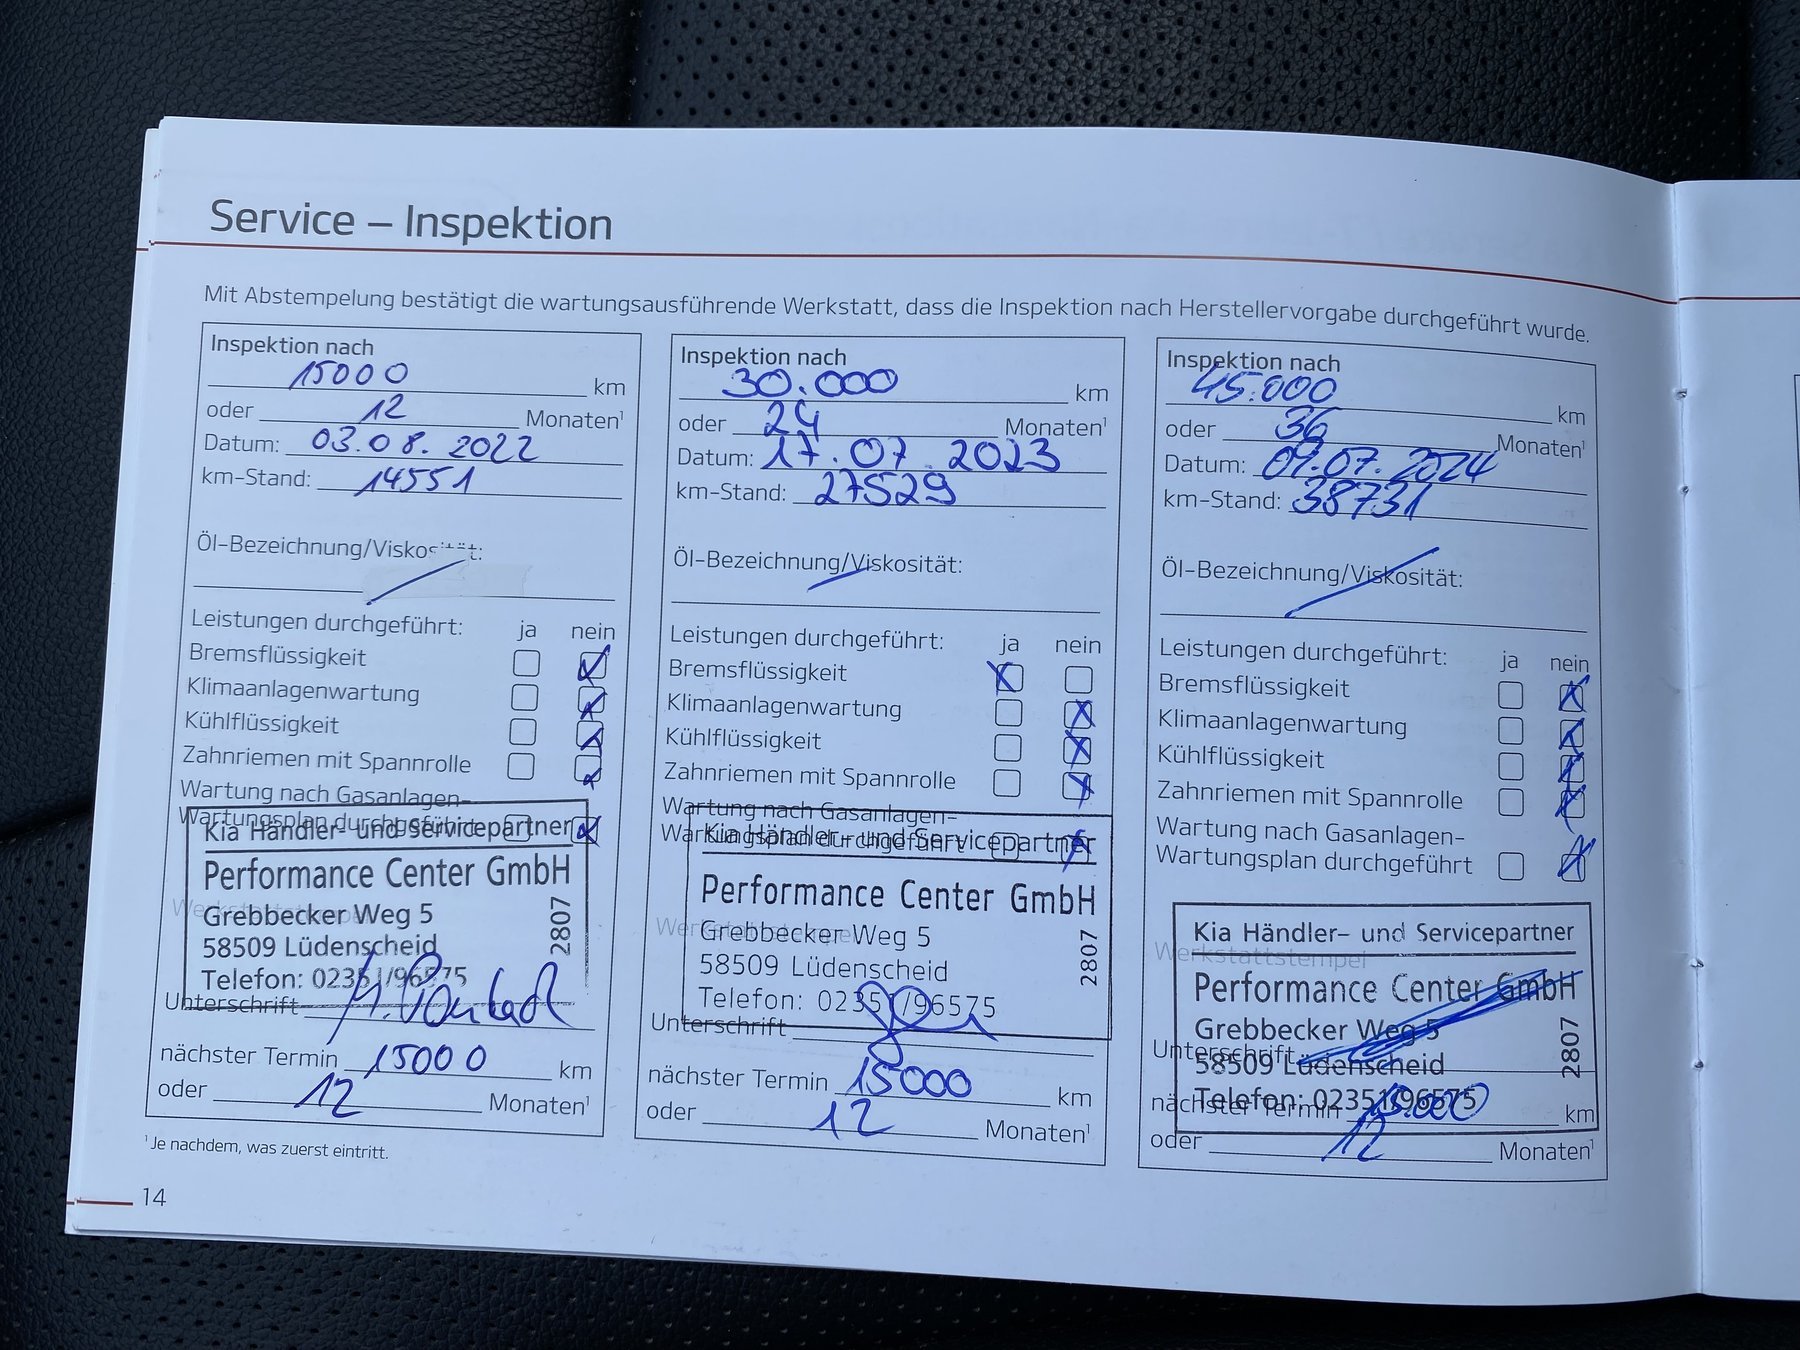 Service – Inspektion
Mit Abstempelung bestätigt die wartungsausführende Werkstatt, dass die Inspektion nach Herstellervorgabe durchgeführt wurde.
Inspektion nach
15000 km
oder 12 Monaten¹
Datum: 03.08.2022
km-Stand: 14551
Öl-Bezeichnung/Viskosität:
Leistungen durchgeführt: ja nein
Bremsflüssigkeit
Klimaanlagenwartung
Kühlflüssigkeit
Zahnriemen mit Spannrolle
Wartung nach Gasanlagen-
Wartungsplan durchgeführt
Kia Händler- und Servicepartner
Performance Center GmbH
Grebbecker Weg 5
58509 Lüdenscheid
Telefon: 02351/96575
2807
Werkstattstempel
Unterschrift
nächster Termin 15000 km
oder 12 Monaten¹
Inspektion nach
30.000 km
oder 24 Monaten¹
Datum: 17.07.2023
km-Stand: 27529
Öl-Bezeichnung/Viskosität:
Leistungen durchgeführt: ja nein
Bremsflüssigkeit
Klimaanlagenwartung
Kühlflüssigkeit
Zahnriemen mit Spannrolle
Wartung nach Gasanlagen-
Wartungsplan durchgeführt
Kia Händler- und Servicepartner
Performance Center GmbH
Grebbecker Weg 5
58509 Lüdenscheid
Telefon: 02351/96575
2807
Werkstattstempel
Unterschrift
nächster Termin 15000 km
oder 12 Monaten¹
Inspektion nach
45.000 km
oder 36 Monaten¹
Datum: 09.07.2024
km-Stand: 38731
Öl-Bezeichnung/Viskosität:
Leistungen durchgeführt: ja nein
Bremsflüssigkeit
Klimaanlagenwartung
Kühlflüssigkeit
Zahnriemen mit Spannrolle
Wartung nach Gasanlagen-
Wartungsplan durchgeführt
Kia Händler- und Servicepartner
Werkstattstempel
Performance Center GmbH
Grebbecker Weg 5
58509 Lüdenscheid
Telefon: 02351/96575
2807
Unterschrift
nächster Termin 15.000 km
oder 12 Monaten¹
¹ Je nachdem, was zuerst eintritt.
14